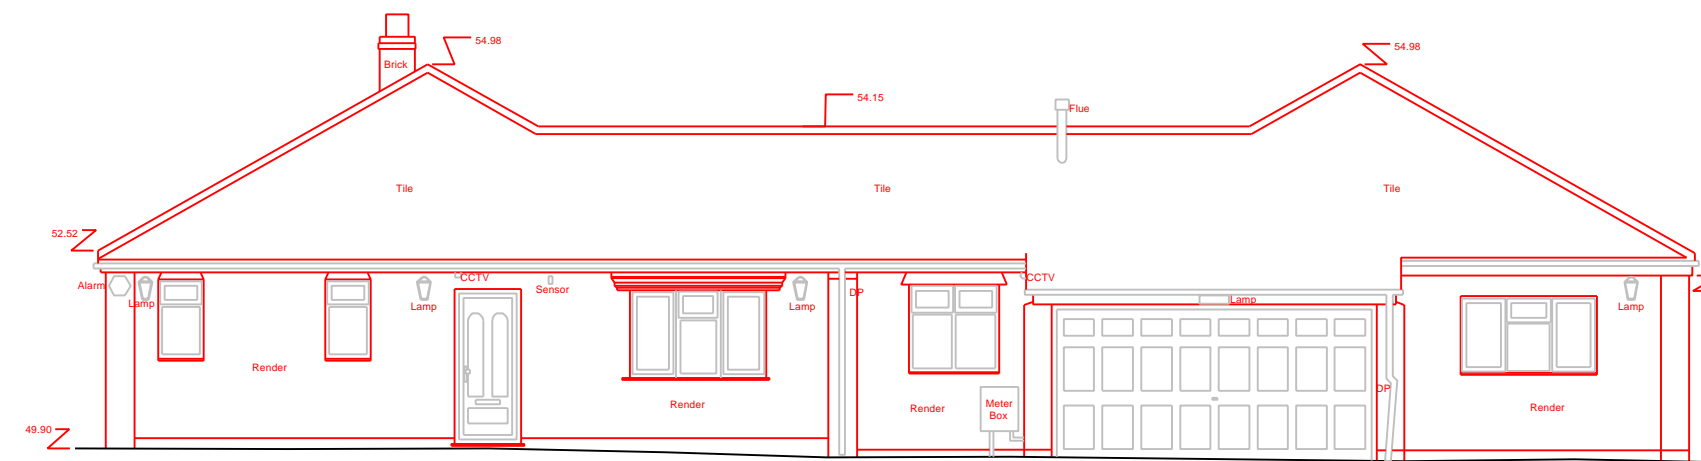 54.98
54.98
Brick
54.15
Flue
Tile
Tile
Tile
52.52
CCTV
CCTV
Alarm
Sensor
DP
Lamp
Lamp
Lamp
Lamp
Lamp
Render
DP
Meter
Box
Render
Render
Render
49.90